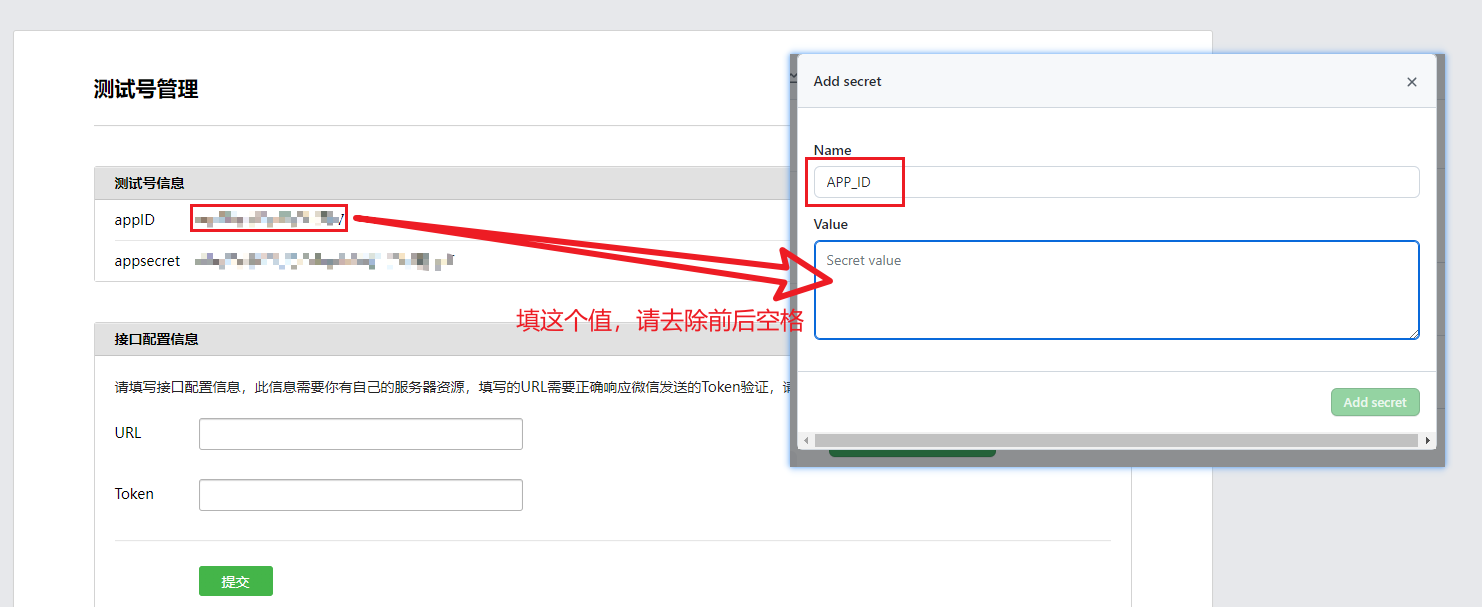 测试号管理
测试号信息
appID
appsecret
接口配置信息
请填写接口配置信息，此信息需要你有自己的服务器资源，填写的URL需要正确响应微信发送的Token验证，
URL
Token
提交
填这个值，请去除前后空格
Add secret
Name
APP_ID
Value
Secret value
Add secret